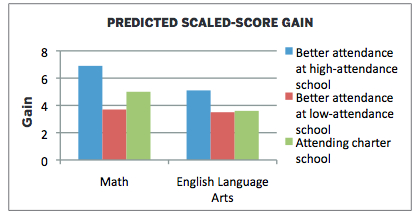 PREDICTED SCALED-SCORE GAIN
8
6
4
2
0
Gain
Math
English Language
Arts
Better attendance
at high-attendance
school
Better attendance
at low-attendance
school
Attending charter
school